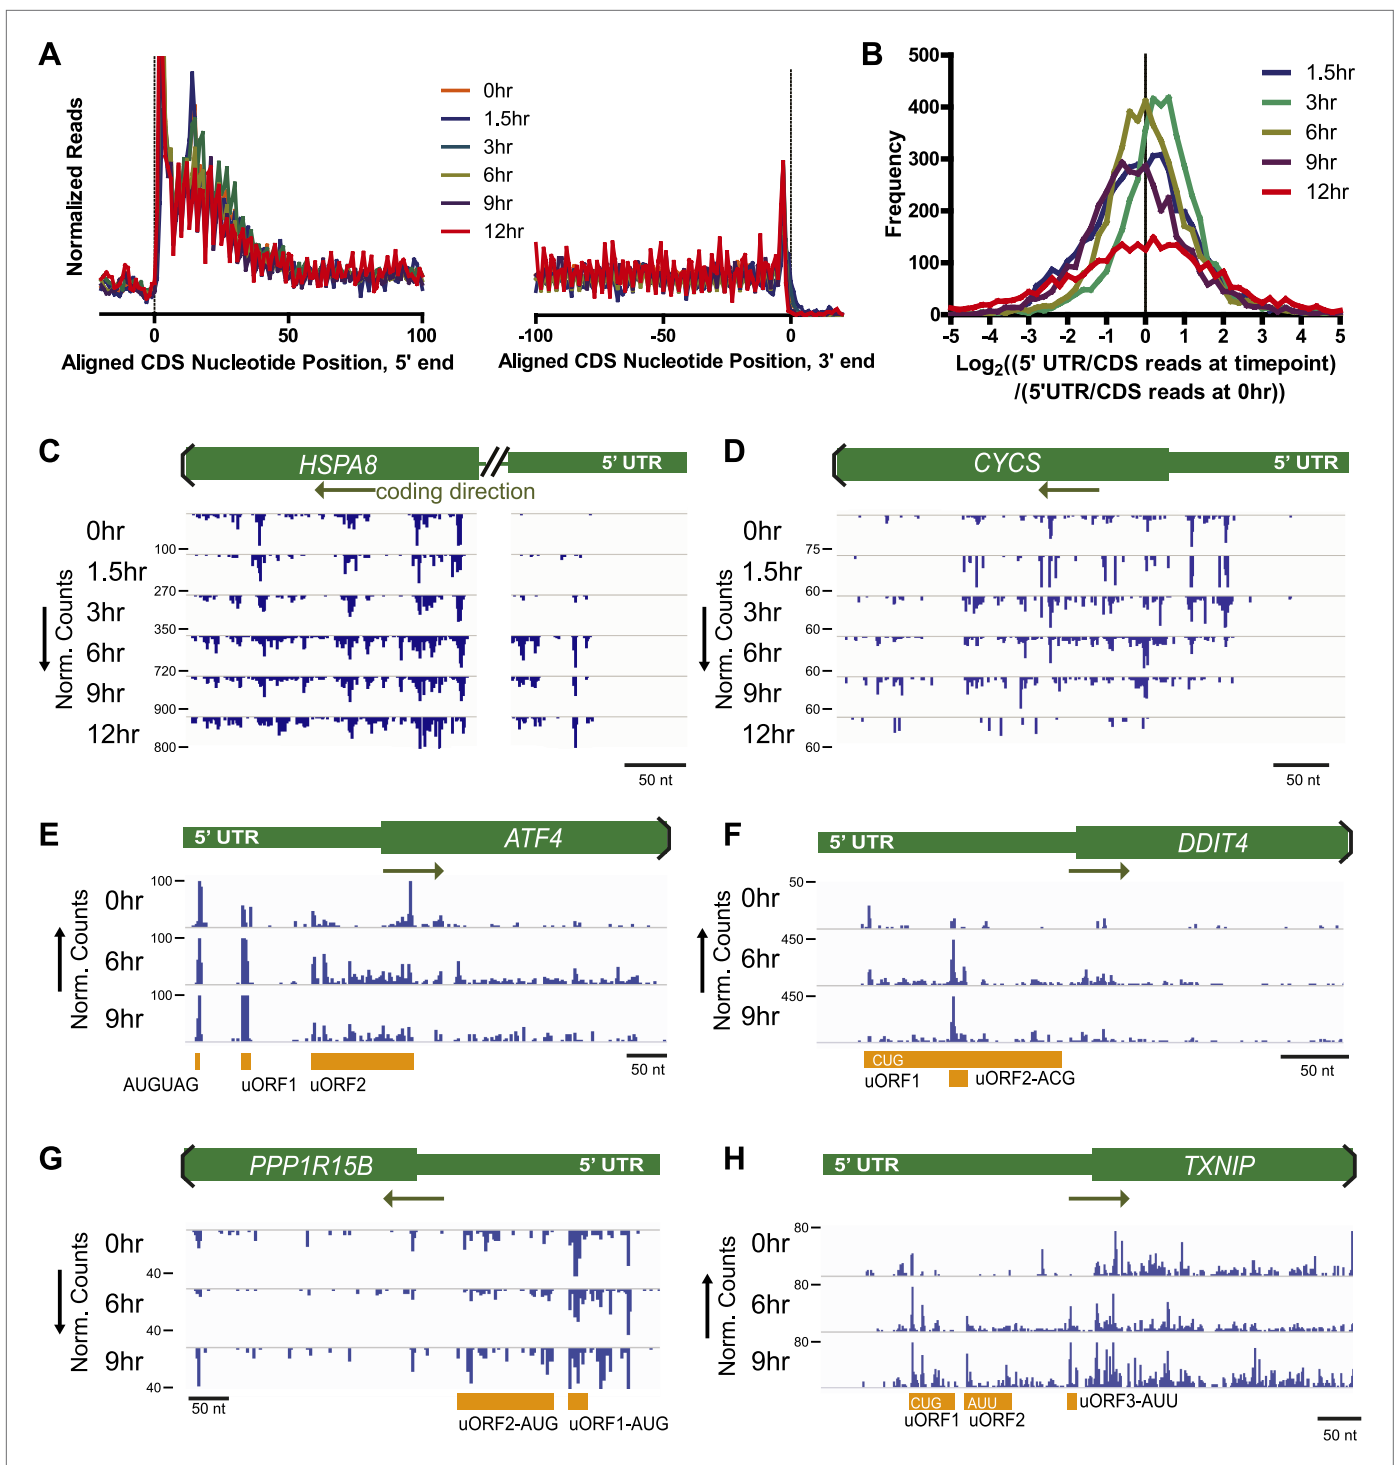 A
Normalized Reads
0hr
1.5hr
3hr
6hr
9hr
12hr
0
50
100
Aligned CDS Nucleotide Position, 5' end
-100
-50
0
Aligned CDS Nucleotide Position, 3' end
B
Frequency
500
400
300
200
100
0
1.5hr
3hr
6hr
9hr
12hr
-5 -4 -3 -2 -1 0 1 2 3 4 5
Log2((5' UTR/CDS reads at timepoint)
/(5'UTR/CDS reads at 0hr))
C
HSPA8
5' UTR
coding direction
Norm. Counts
0hr
100
1.5hr
270
3hr
350
6hr
720
9hr
900
12hr
800
50 nt
D
CYCS
5' UTR
Norm. Counts
0hr
75
1.5hr
60
3hr
60
6hr
60
9hr
60
12hr
60
50 nt
E
5' UTR
ATF4
Norm. Counts
100
0hr
100
6hr
100
9hr
50 nt
AUGUAG
uORF1
uORF2
F
5' UTR
DDIT4
Norm. Counts
50
0hr
450
6hr
450
9hr
CUG
uORF1
uORF2-ACG
50 nt
G
PPP1R15B
5' UTR
Norm. Counts
0hr
40
6hr
40
9hr
40
50 nt
uORF2-AUG
uORF1-AUG
H
5' UTR
TXNIP
Norm. Counts
80
0hr
80
6hr
80
9hr
CUG
AUU
uORF3-AUU
uORF1
uORF2
50 nt